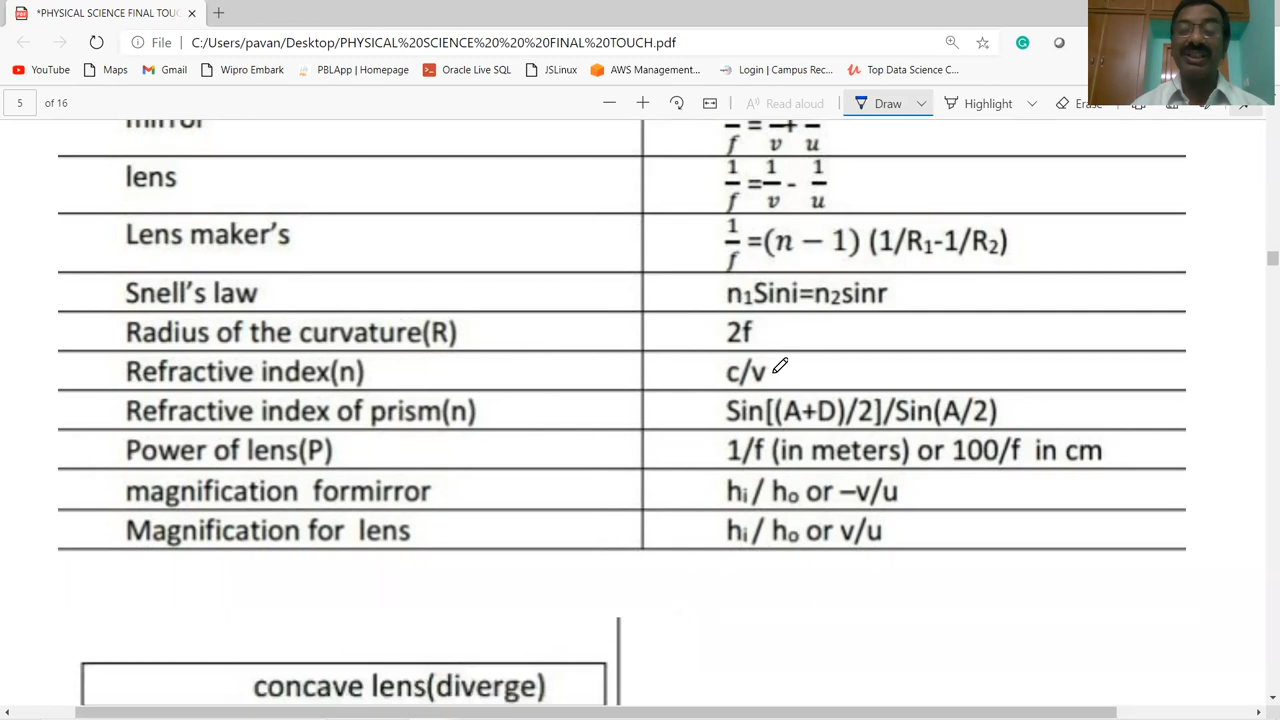 *PHYSICAL SCIENCE FINAL TOUC
File C:/Users/pavan/Desktop/PHYSICAL%20SCIENCE%20%20%20FINAL%20TOUCH.pdf
YouTube Maps Gmail Wipro Embark PBLApp | Homepage Oracle Live SQL JSLinux AWS Management... Login | Campus Rec... Top Data Science C...
5 of 16 Read aloud Draw Highlight Erase
mirror 1/f = 1/v + 1/u
lens 1/f = 1/v - 1/u
Lens maker's 1/f =(n − 1) (1/R1-1/R2)
Snell's law n1Sini=n2sinr
Radius of the curvature(R) 2f
Refractive index(n) c/v
Refractive index of prism(n) Sin[(A+D)/2]/Sin(A/2)
Power of lens(P) 1/f (in meters) or 100/f in cm
magnification formirror hi/ ho or –v/u
Magnification for lens hi/ ho or v/u
concave lens(diverge)